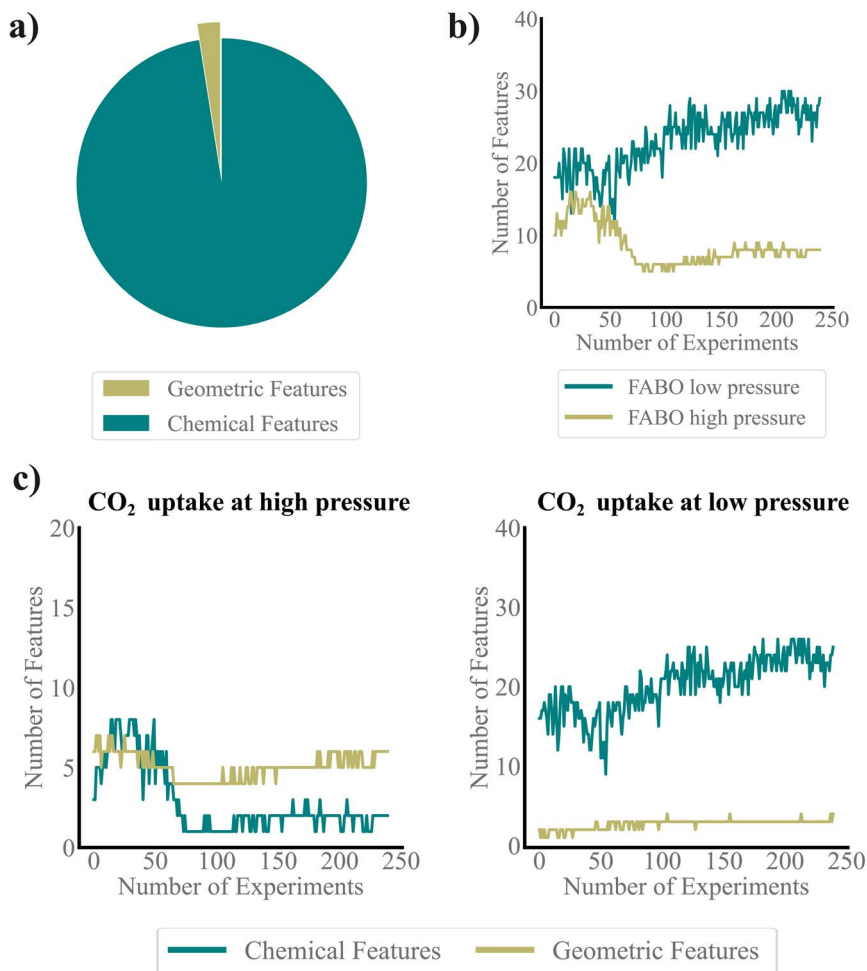 a)
Geometric Features
Chemical Features
b)
Number of Features
40
30
20
10
0
0 50 100 150 200 250
Number of Experiments
FABO low pressure
FABO high pressure
c)
CO₂ uptake at high pressure
Number of Features
20
15
10
5
0
0 50 100 150 200 250
Number of Experiments
CO₂ uptake at low pressure
Number of Features
40
30
20
10
0
0 50 100 150 200 250
Number of Experiments
Chemical Features Geometric Features